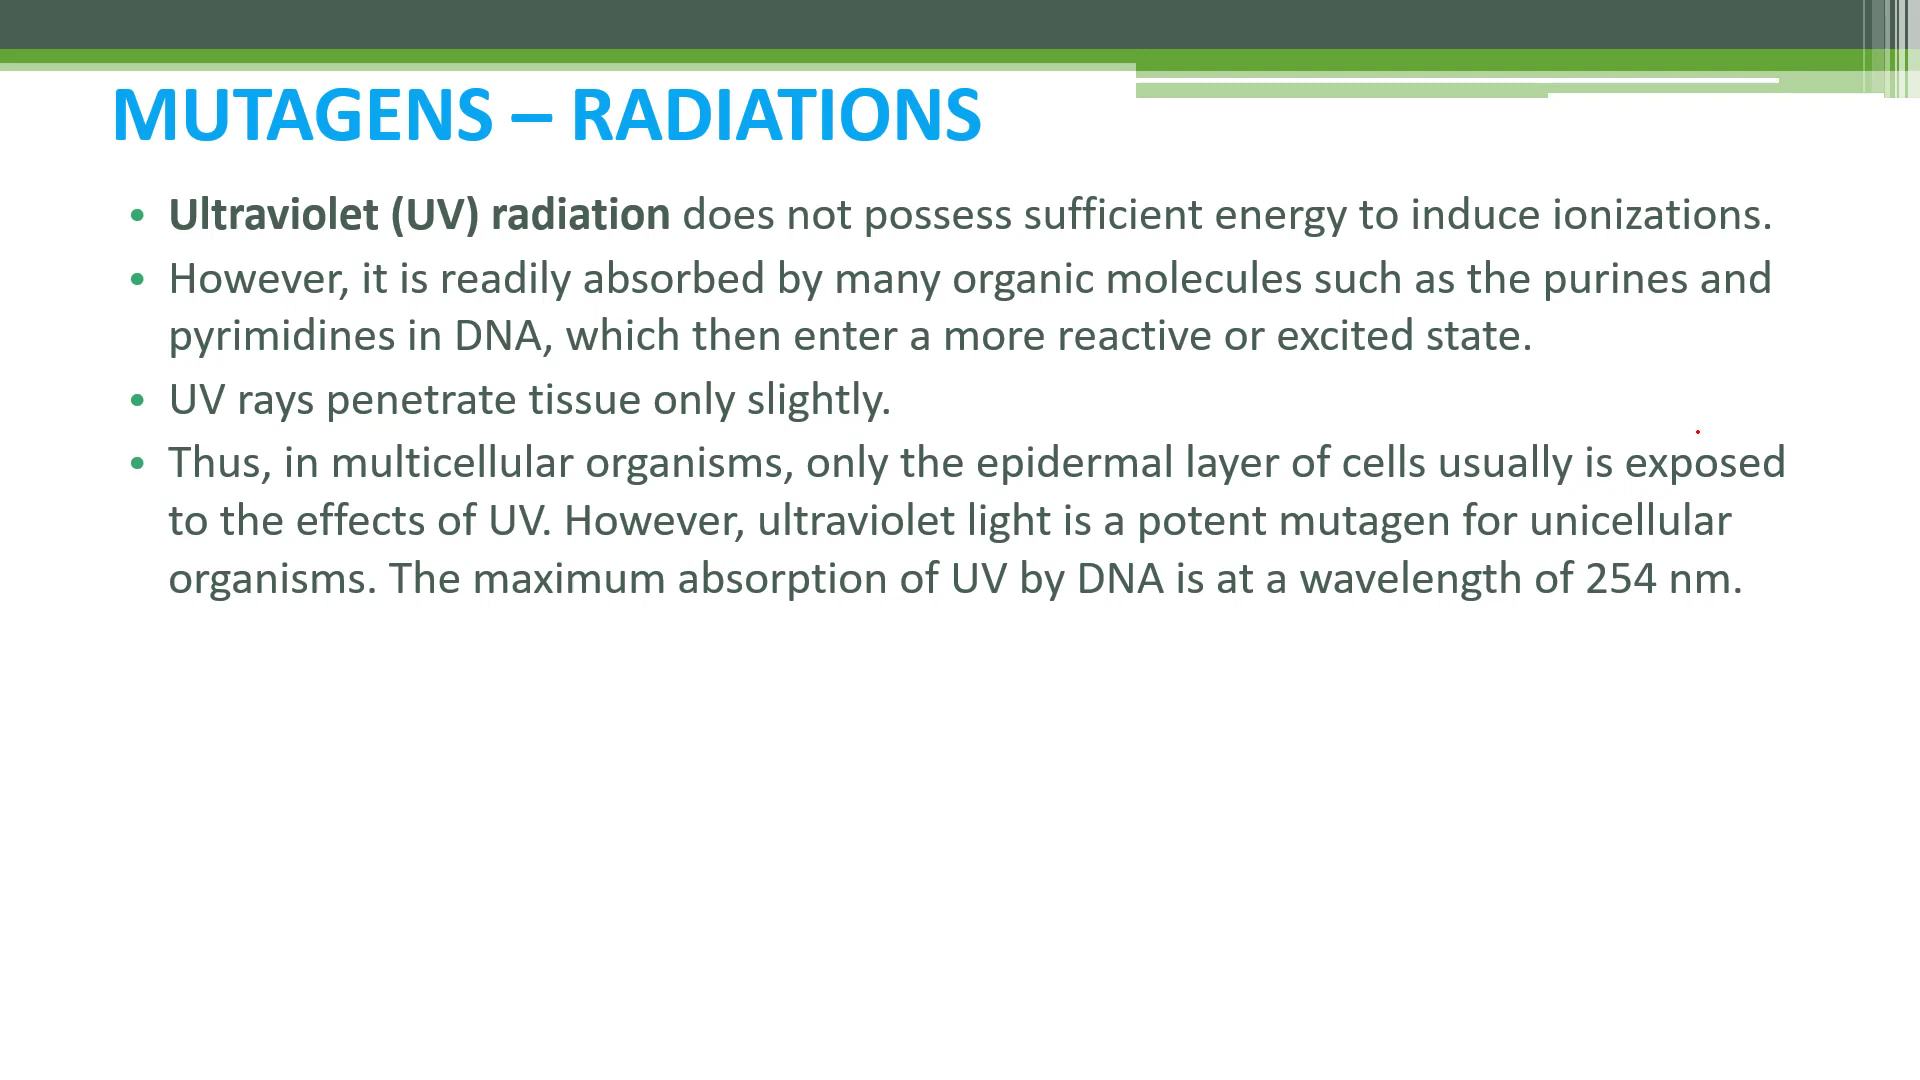 MUTAGENS – RADIATIONS
• Ultraviolet (UV) radiation does not possess sufficient energy to induce ionizations.
• However, it is readily absorbed by many organic molecules such as the purines and
pyrimidines in DNA, which then enter a more reactive or excited state.
• UV rays penetrate tissue only slightly.
• Thus, in multicellular organisms, only the epidermal layer of cells usually is exposed
to the effects of UV. However, ultraviolet light is a potent mutagen for unicellular
organisms. The maximum absorption of UV by DNA is at a wavelength of 254 nm.